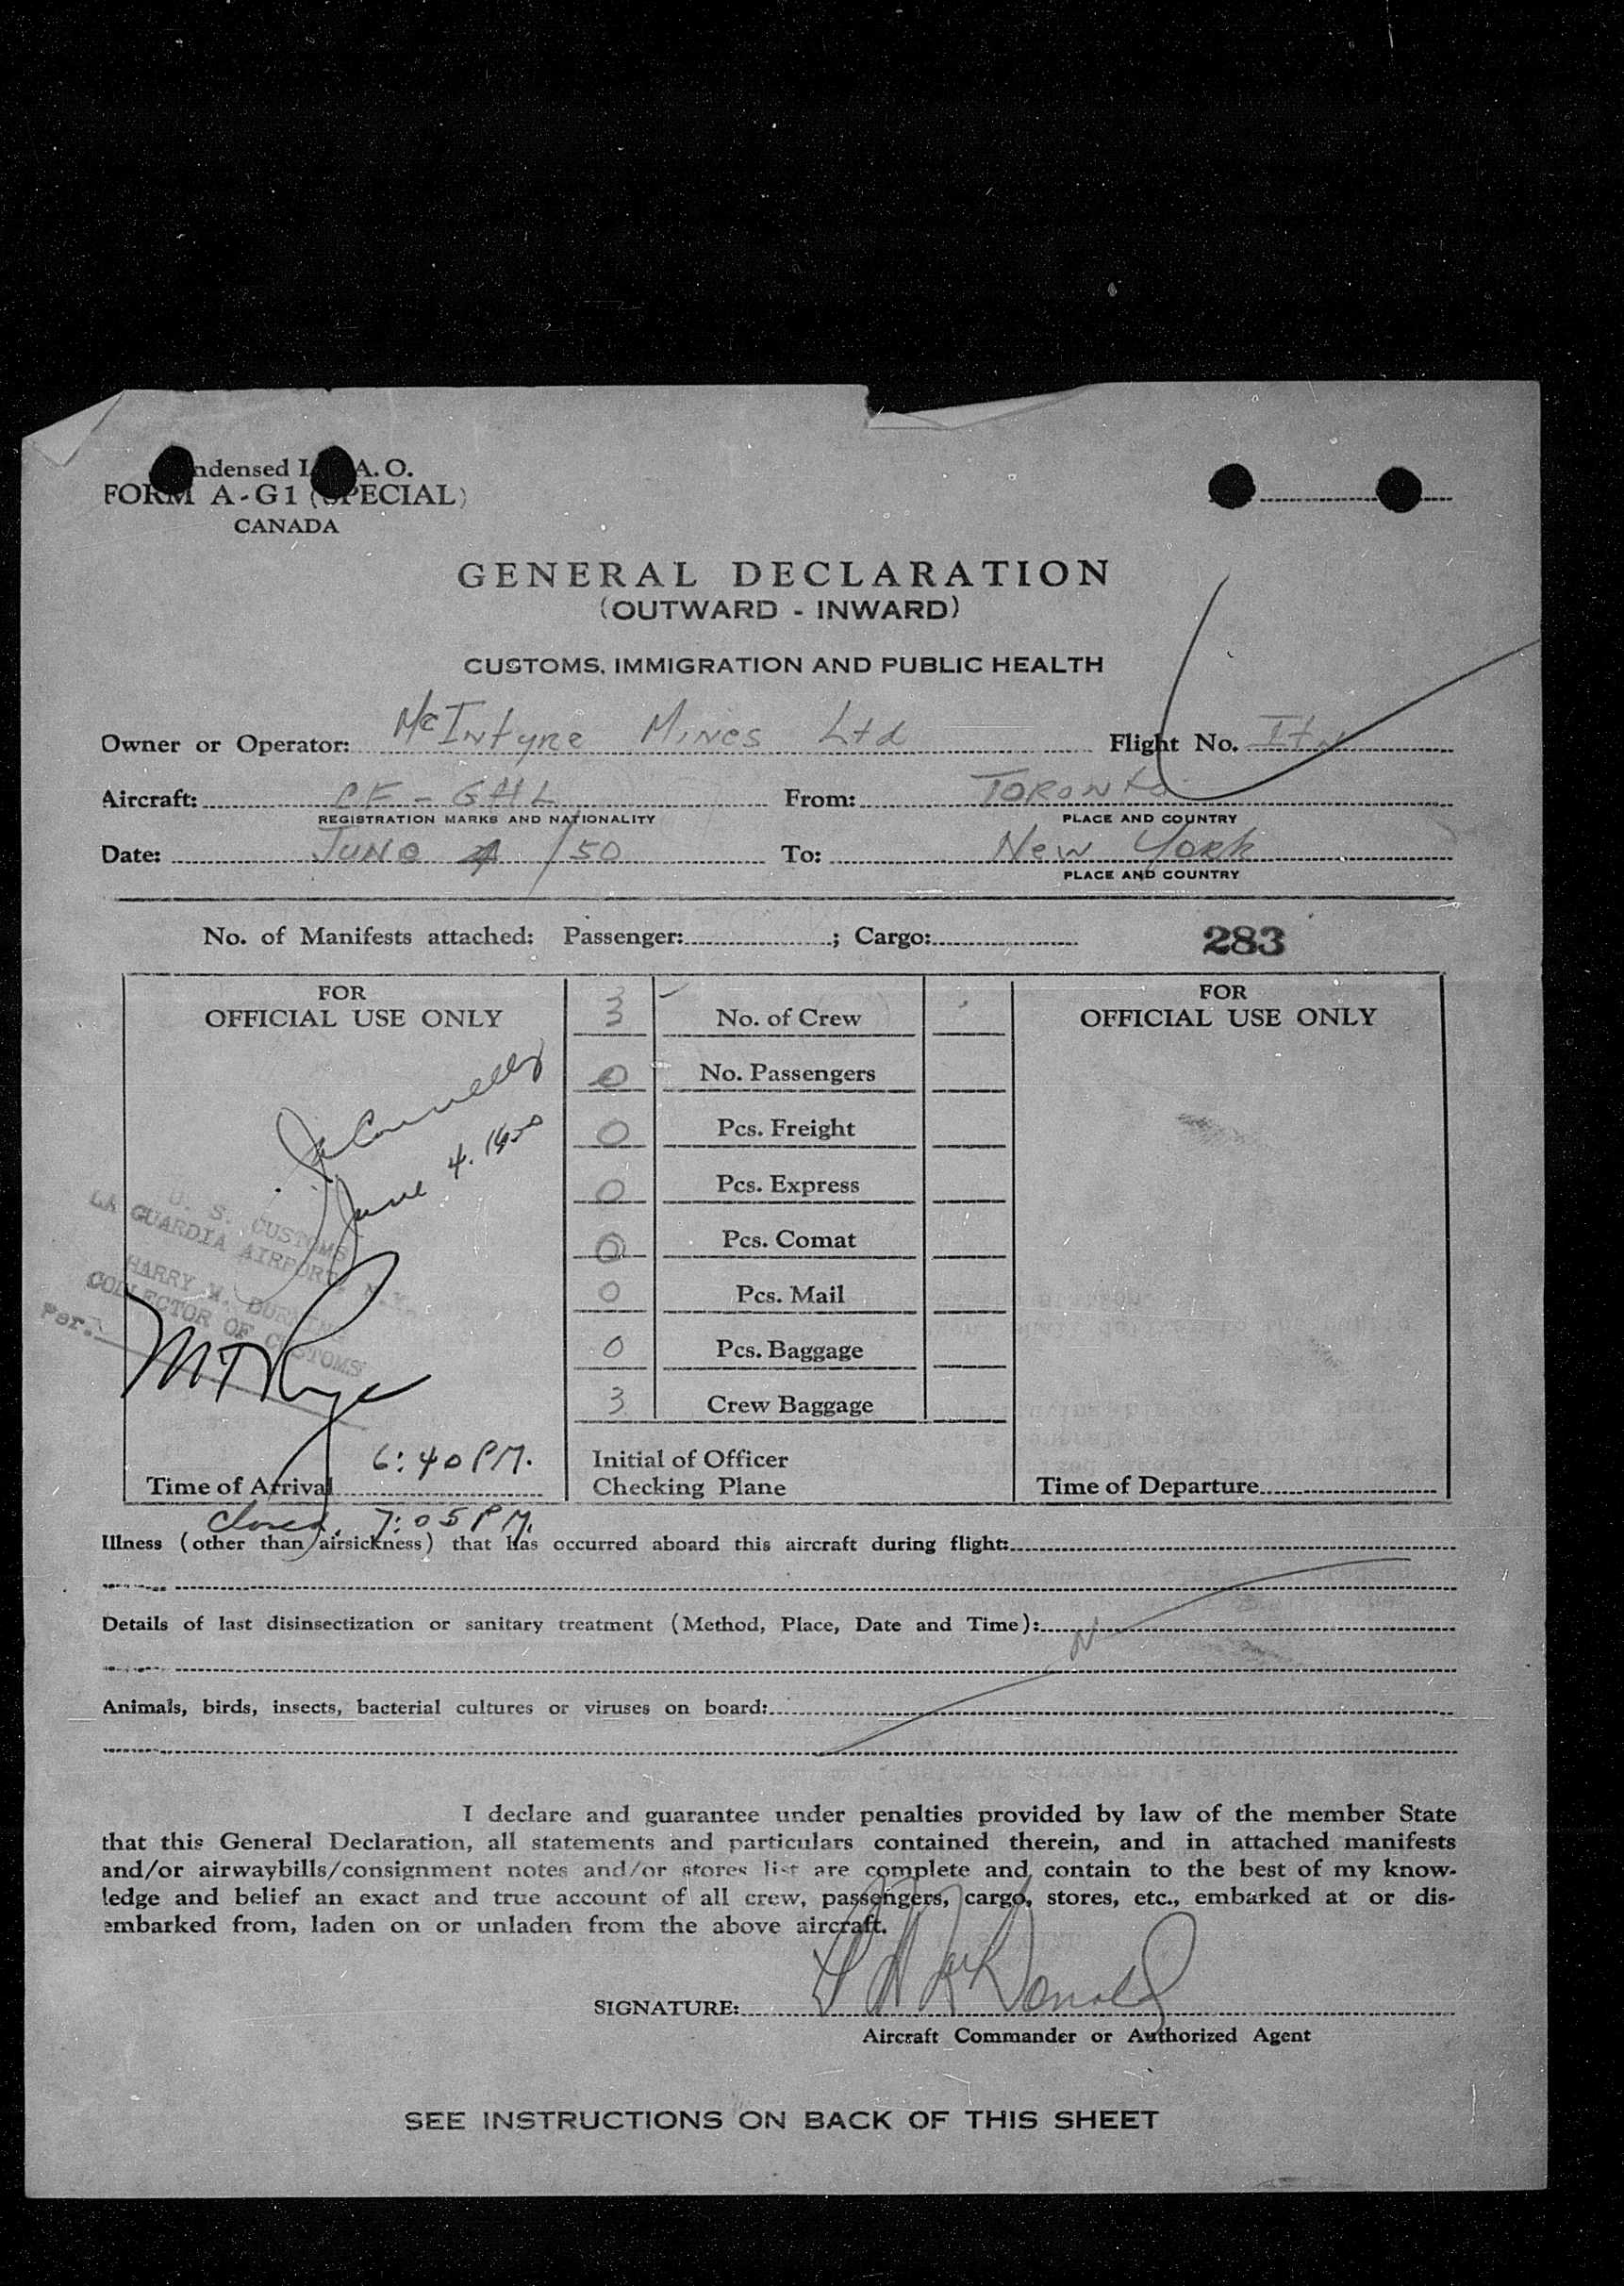 Condensed I.C.A.O.
FORM A-G1 (SPECIAL)
CANADA
GENERAL DECLARATION
(OUTWARD - INWARD)
CUSTOMS, IMMIGRATION AND PUBLIC HEALTH
Owner or Operator: McIntyre Mines Ltd Flight No.
Aircraft: CF-GHL From: Toronto
REGISTRATION MARKS AND NATIONALITY PLACE AND COUNTRY
Date: June 4/50 To: New York
PLACE AND COUNTRY
No. of Manifests attached: Passenger: ; Cargo: 283
FOR OFFICIAL USE ONLY
3 No. of Crew
0 No. Passengers
0 Pcs. Freight
0 Pcs. Express
0 Pcs. Comat
0 Pcs. Mail
0 Pcs. Baggage
3 Crew Baggage
Initial of Officer
Checking Plane
FOR OFFICIAL USE ONLY
Connelly
June 4. 1950
U. S. CUSTOMS
LA GUARDIA AIRPORT, N.Y.
HARRY M. DURNING
COLLECTOR OF CUSTOMS
Per.
Time of Arrival 6:40 PM.
Closed. 7:05 PM.
Time of Departure
Illness (other than airsickness) that has occurred aboard this aircraft during flight:
Details of last disinsectization or sanitary treatment (Method, Place, Date and Time):
Animals, birds, insects, bacterial cultures or viruses on board:
I declare and guarantee under penalties provided by law of the member State
that this General Declaration, all statements and particulars contained therein, and in attached manifests
and/or airwaybills/consignment notes and/or stores list are complete and contain to the best of my know-
ledge and belief an exact and true account of all crew, passengers, cargo, stores, etc., embarked at or dis-
embarked from, laden on or unladen from the above aircraft.
SIGNATURE: MacDonald
Aircraft Commander or Authorized Agent
SEE INSTRUCTIONS ON BACK OF THIS SHEET